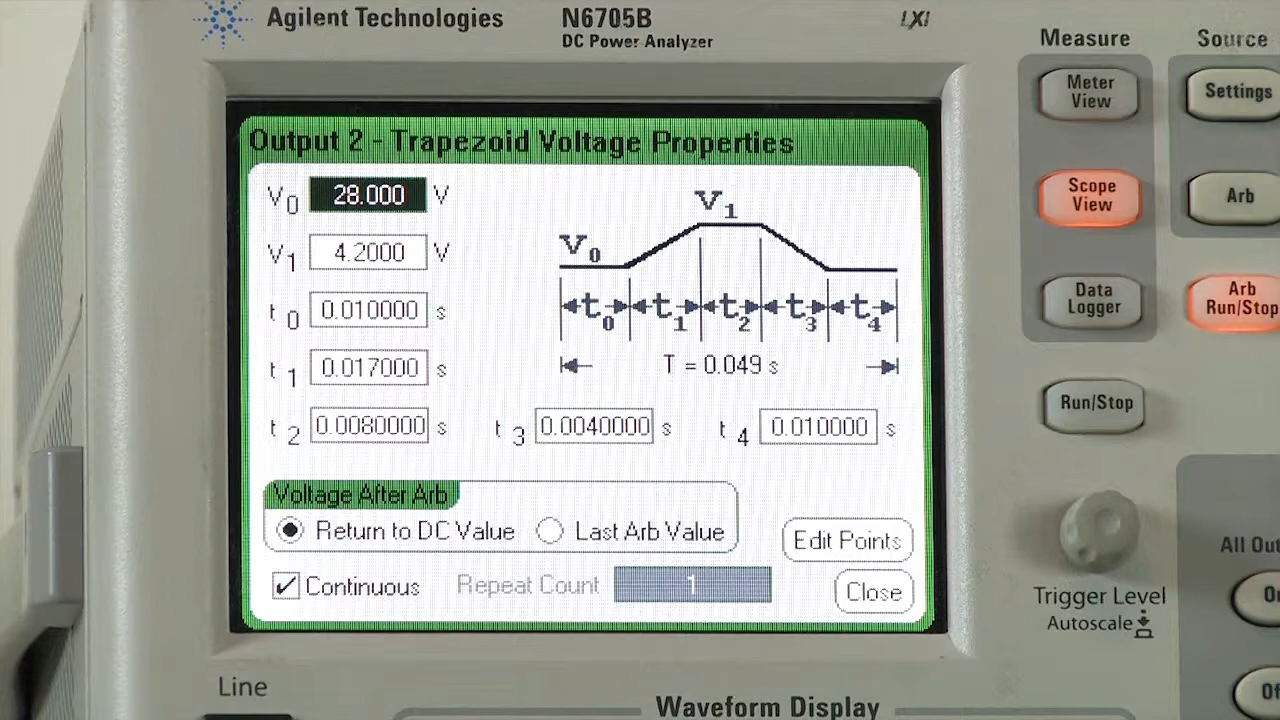 Agilent Technologies N6705B LXI
DC Power Analyzer
Measure Source
Meter View Settings
Output 2 - Trapezoid Voltage Properties
V0 28.000 V
V1 4.2000 V
t0 0.010000 s
t1 0.017000 s
t2 0.0080000 s t3 0.0040000 s t4 0.010000 s
V0 V1
t0 t1 t2 t3 t4
T = 0.049 s
Voltage After Arb
Return to DC Value Last Arb Value
Edit Points
Continuous Repeat Count 1
Close
Scope View Arb
Data Logger Arb Run/Stop
Run/Stop
All Out
Trigger Level
Autoscale
Line
Waveform Display